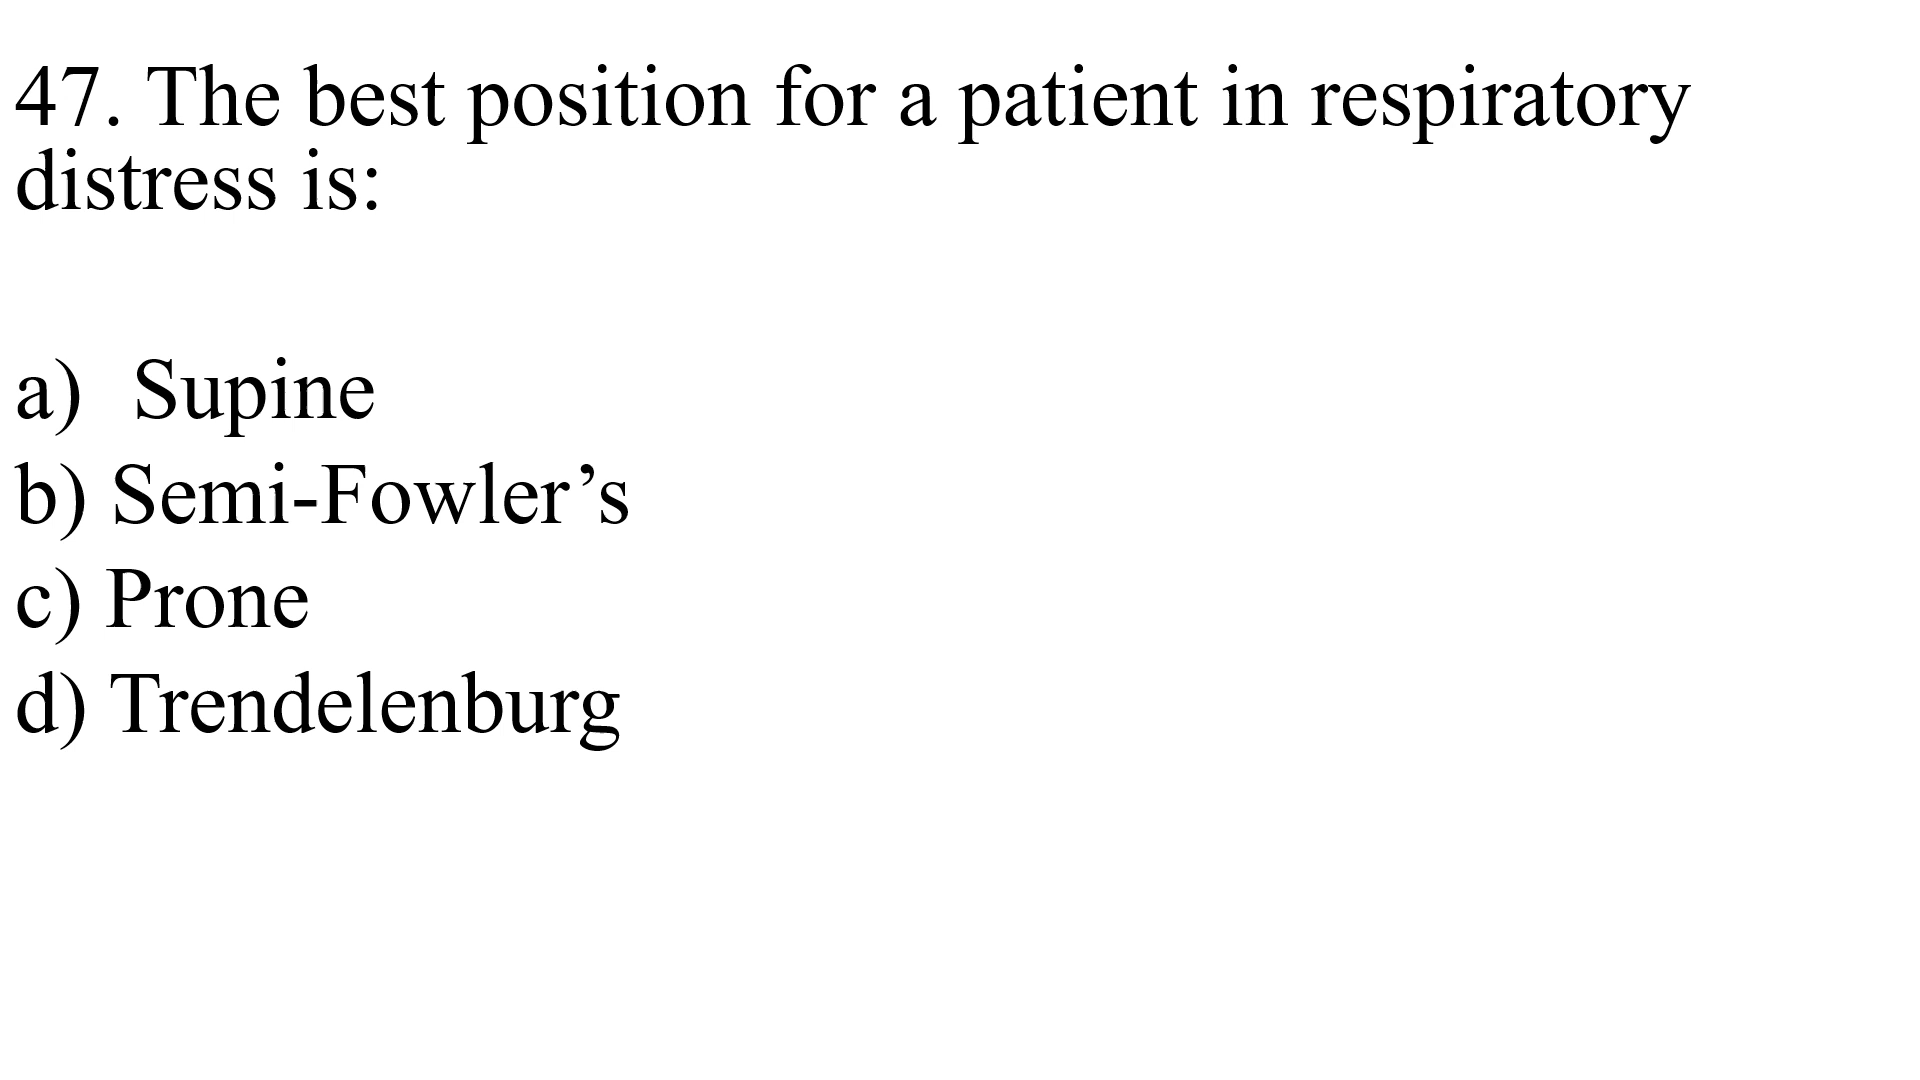 47. The best position for a patient in respiratory
distress is:
a)  Supine
b) Semi-Fowler’s
c) Prone
d) Trendelenburg